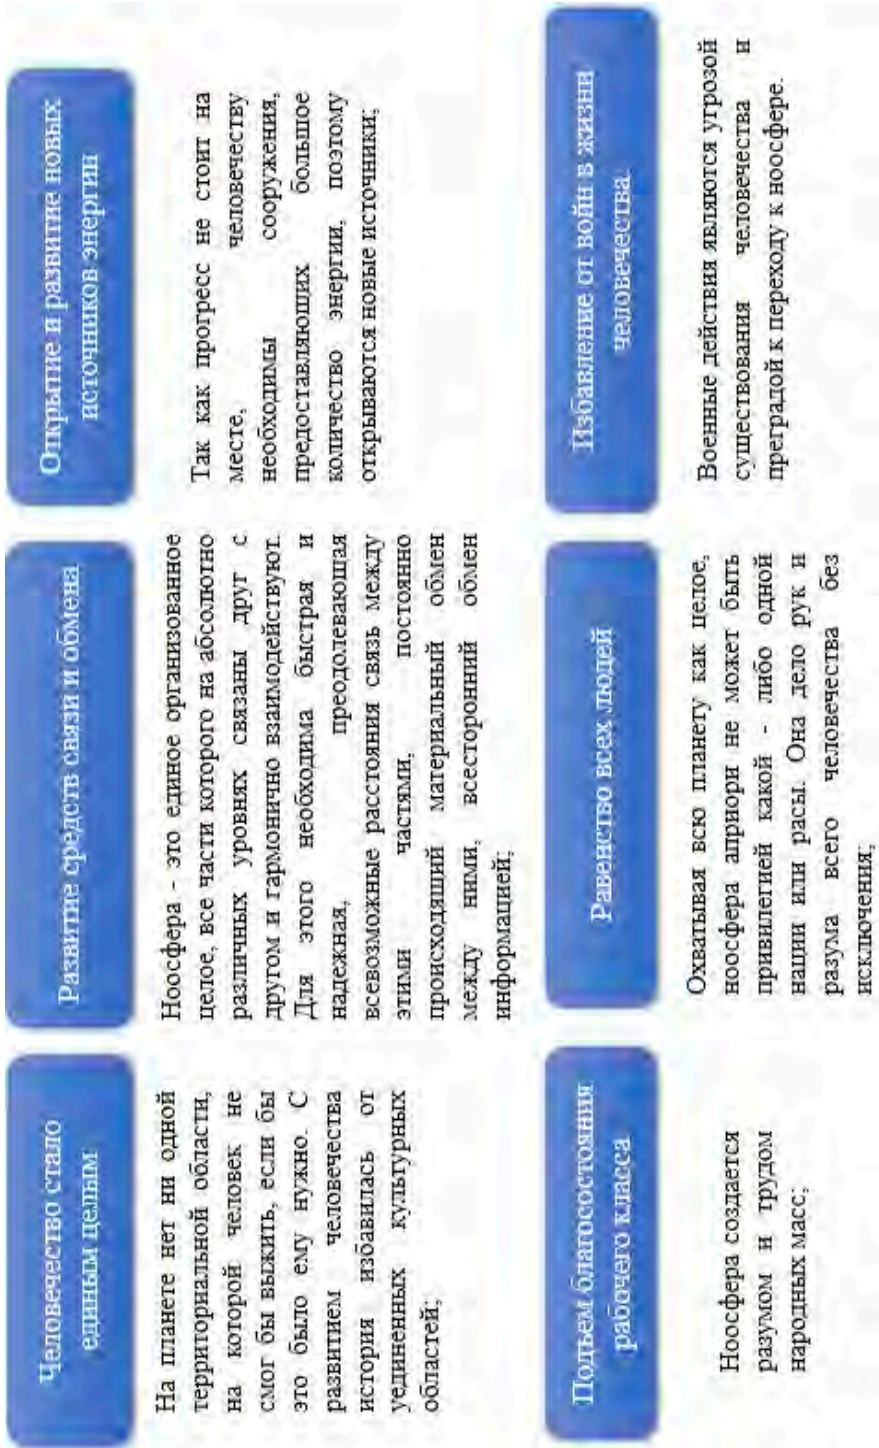 Человечество стало
единым целым
На планете нет ни одной
территориальной области,
на которой человек не
смог бы выжить, если бы
это было ему нужно. С
развитием человечества
история избавилась от
уединенных культурных
областей;
Развитие средств связи и обмена
Ноосфера - это единое организованное
целое, все части которого на абсолютно
различных уровнях связаны друг с
другом и гармонично взаимодействуют.
Для этого необходима быстрая и
надежная, преодолевающая
всевозможные расстояния связь между
этими частями, постоянно
происходящий материальный обмен
между ними, всесторонний обмен
информацией;
Открытие и развитие новых
источников энергии
Так как прогресс не стоит на
месте, человечеству
необходимы сооружения,
предоставляющих большое
количество энергии, поэтому
открываются новые источники;
Подъем благосостояния
рабочего класса
Ноосфера создается
разумом и трудом
народных масс;
Равенство всех людей
Охватывая всю планету как целое,
ноосфера априори не может быть
привилегией какой - либо одной
нации или расы. Она дело рук и
разума всего человечества без
исключения;
Избавление от войн в жизни
человечества
Военные действия являются угрозой
существования человечества и
преградой к переходу к ноосфере.